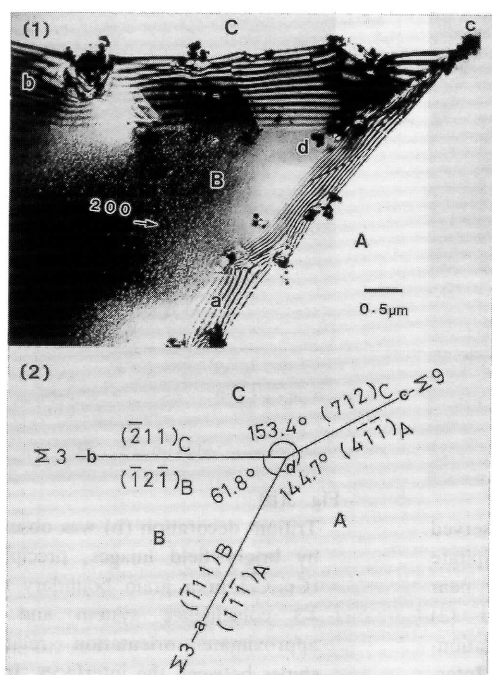 (1)
C
c
b
d
B
200
A
a
0.5μm
(2)
C
153.4° (712)C c-Σ9
(2̄11)C
Σ3 -b
d
(1̄21̄)B
61.8°
144.7° (41̄1̄)A
A
B
(1̄11)B
(11̄1̄)A
Σ3-a